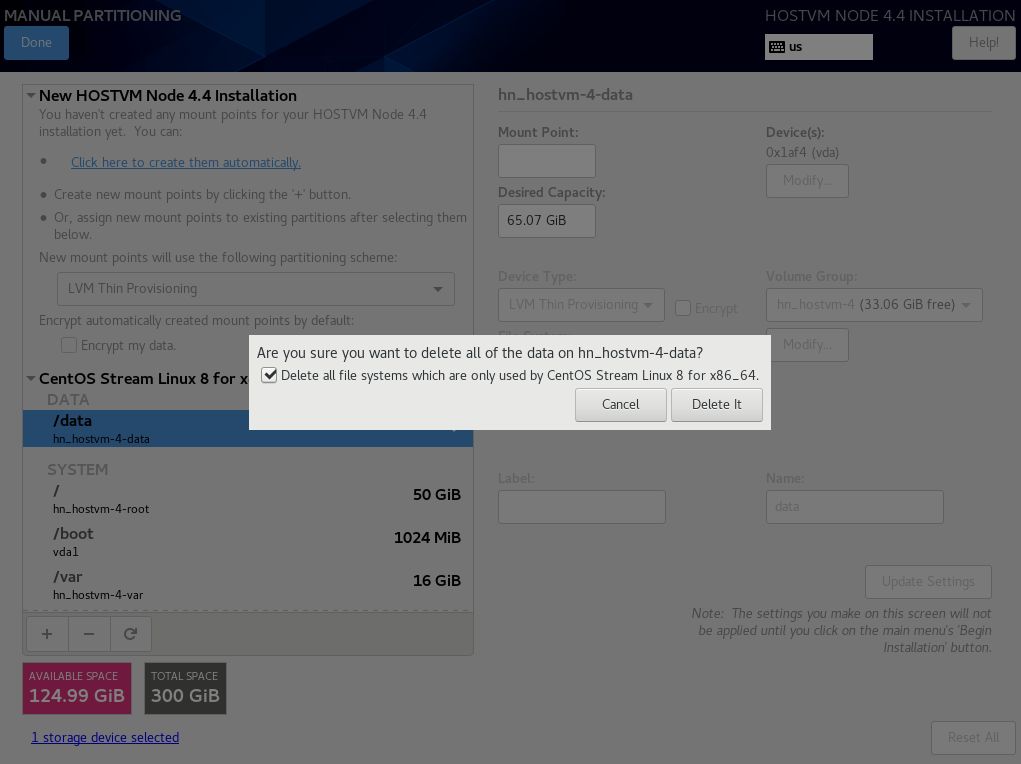 MANUAL PARTITIONING
HOSTVM NODE 4.4 INSTALLATION
Done
us
Help!
New HOSTVM Node 4.4 Installation
You haven't created any mount points for your HOSTVM Node 4.4
installation yet. You can:
• Click here to create them automatically.
• Create new mount points by clicking the '+' button.
• Or, assign new mount points to existing partitions after selecting them
below.
New mount points will use the following partitioning scheme:
LVM Thin Provisioning
Encrypt automatically created mount points by default:
Encrypt my data.
CentOS Stream Linux 8 for x
DATA
/data
hn_hostvm-4-data
SYSTEM
/
50 GiB
hn_hostvm-4-root
/boot
1024 MiB
vda1
/var
16 GiB
hn_hostvm-4-var
+ −
AVAILABLE SPACE
124.99 GiB
TOTAL SPACE
300 GiB
1 storage device selected
hn_hostvm-4-data
Mount Point:
Device(s):
0x1af4 (vda)
Modify...
Desired Capacity:
65.07 GiB
Device Type:
Volume Group:
LVM Thin Provisioning
Encrypt
hn_hostvm-4 (33.06 GiB free)
Modify...
Are you sure you want to delete all of the data on hn_hostvm-4-data?
Delete all file systems which are only used by CentOS Stream Linux 8 for x86_64.
Cancel
Delete It
Label:
Name:
data
Update Settings
Note: The settings you make on this screen will not
be applied until you click on the main menu's 'Begin
Installation' button.
Reset All